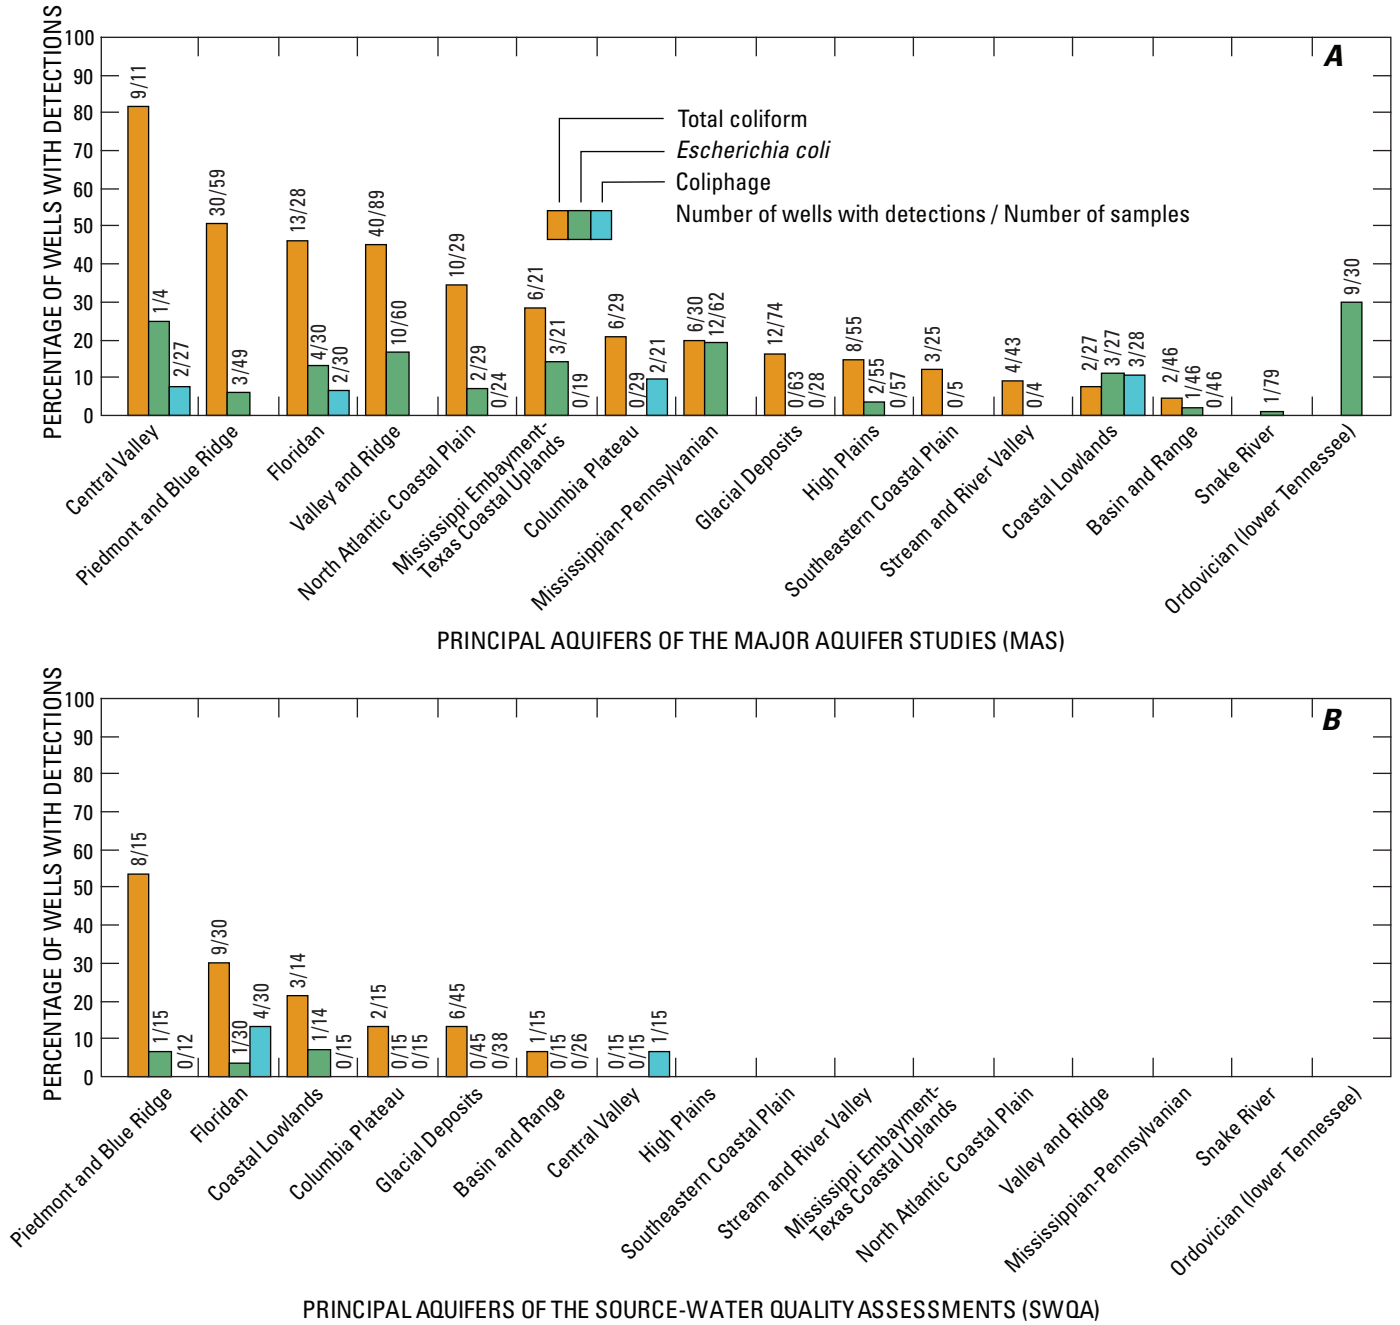 PERCENTAGE OF WELLS WITH DETECTIONS
100
90
80
70
60
50
40
30
20
10
0
A
Total coliform
Escherichia coli
Coliphage
Number of wells with detections / Number of samples
9/11
1/4
2/27
30/59
3/49
13/28
4/30
2/30
40/89
10/60
10/29
2/29
0/24
6/21
3/21
0/19
6/29
0/29
2/21
6/30
12/62
12/74
0/63
0/28
8/55
2/55
0/57
3/25
0/5
4/43
0/4
2/27
3/27
3/28
2/46
1/46
0/46
1/79
9/30
Central Valley
Piedmont and Blue Ridge
Floridan
Valley and Ridge
North Atlantic Coastal Plain
Mississippi Embayment-
Texas Coastal Uplands
Columbia Plateau
Mississippian-Pennsylvanian
Glacial Deposits
High Plains
Southeastern Coastal Plain
Stream and River Valley
Coastal Lowlands
Basin and Range
Snake River
Ordovician (lower Tennessee)
PRINCIPAL AQUIFERS OF THE MAJOR AQUIFER STUDIES (MAS)
PERCENTAGE OF WELLS WITH DETECTIONS
100
90
80
70
60
50
40
30
20
10
0
B
8/15
1/15
0/12
9/30
1/30
4/30
3/14
1/14
0/15
2/15
0/15
0/15
6/45
0/45
0/38
1/15
0/15
0/26
0/15
0/15
1/15
Piedmont and Blue Ridge
Floridan
Coastal Lowlands
Columbia Plateau
Glacial Deposits
Basin and Range
Central Valley
High Plains
Southeastern Coastal Plain
Stream and River Valley
Mississippi Embayment-
Texas Coastal Uplands
North Atlantic Coastal Plain
Valley and Ridge
Mississippian-Pennsylvanian
Snake River
Ordovician (lower Tennessee)
PRINCIPAL AQUIFERS OF THE SOURCE-WATER QUALITY ASSESSMENTS (SWQA)